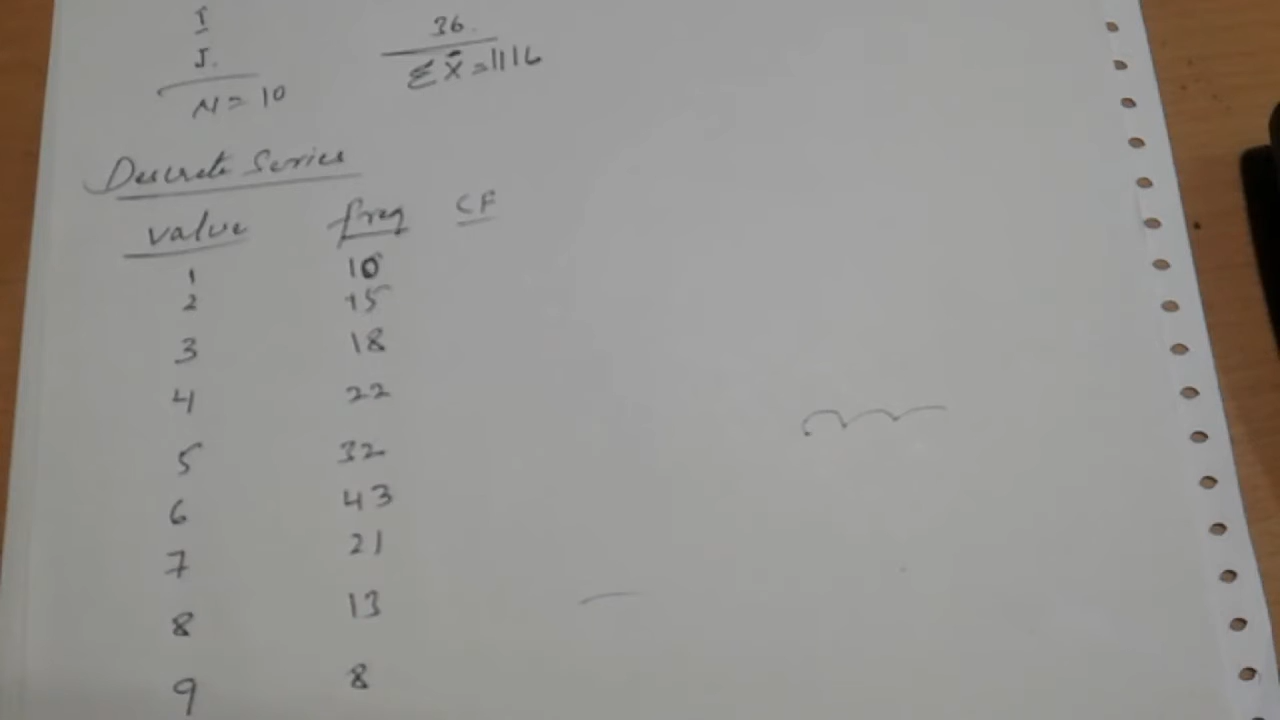 I 36
J.
N = 10 Σ X̄ = 1116
Discrete Series
value freq CF
1 10
2 15
3 18
4 22
5 32
6 43
7 21
8 13
9 8